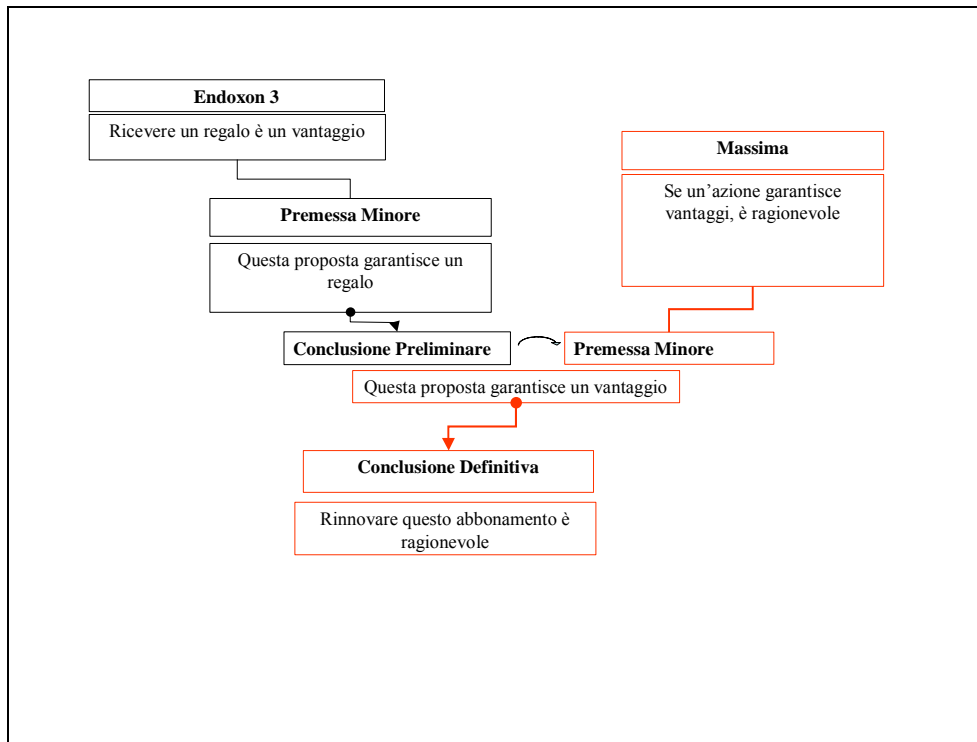 Endoxon 3
Ricevere un regalo è un vantaggio
Massima
Se un’azione garantisce
vantaggi, è ragionevole
Premessa Minore
Questa proposta garantisce un
regalo
Conclusione Preliminare
Premessa Minore
Questa proposta garantisce un vantaggio
Conclusione Definitiva
Rinnovare questo abbonamento è
ragionevole